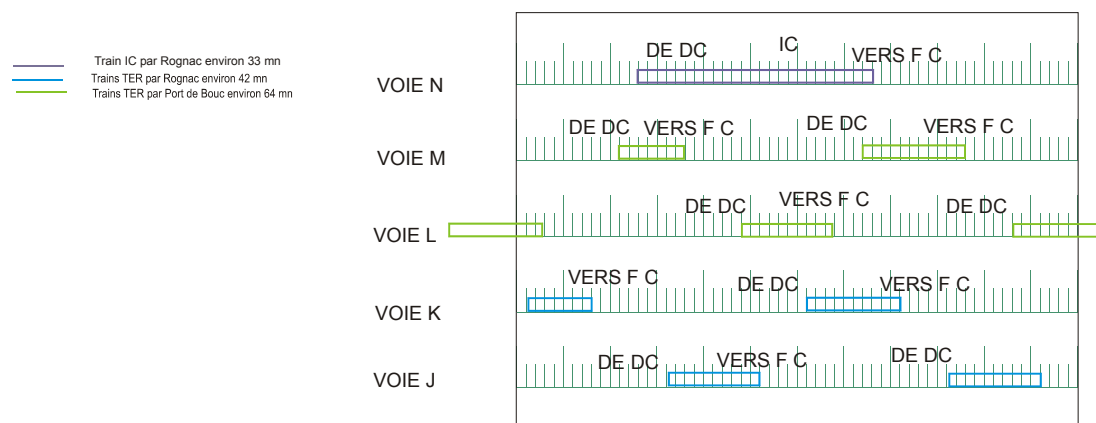 Train IC par Rognac environ 33 mn
Trains TER par Rognac environ 42 mn
Trains TER par Port de Bouc environ 64 mn
VOIE N
DE DC
IC
VERS F C
VOIE M
DE DC
VERS F C
DE DC
VERS F C
VOIE L
DE DC
VERS F C
DE DC
VOIE K
VERS F C
DE DC
VERS F C
VOIE J
DE DC
VERS F C
DE DC